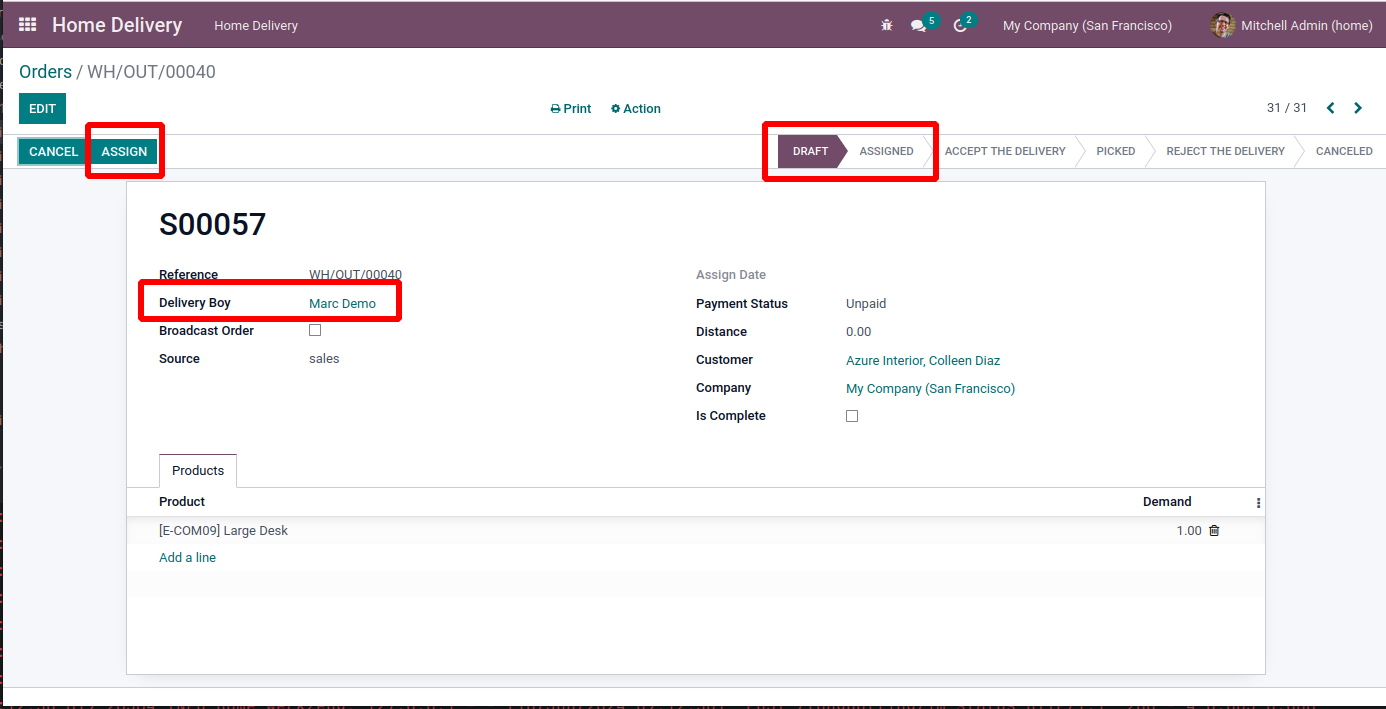 Home Delivery Home Delivery 5 2 My Company (San Francisco) Mitchell Admin (home)
Orders / WH/OUT/00040
EDIT Print Action 31 / 31
CANCEL ASSIGN DRAFT ASSIGNED ACCEPT THE DELIVERY PICKED REJECT THE DELIVERY CANCELED
S00057
Reference WH/OUT/00040 Assign Date
Delivery Boy Marc Demo Payment Status Unpaid
Broadcast Order Distance 0.00
Source sales Customer Azure Interior, Colleen Diaz
Company My Company (San Francisco)
Is Complete
Products
Product Demand
[E-COM09] Large Desk 1.00
Add a line